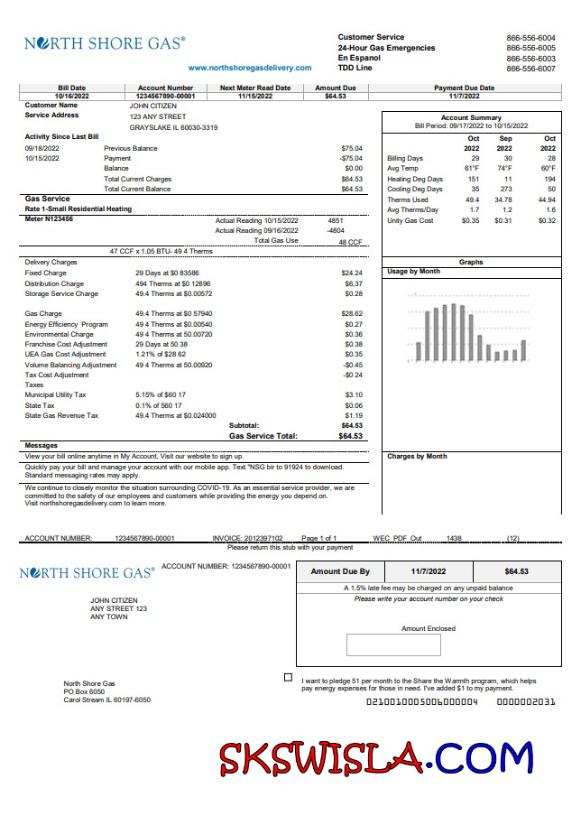 NORTH SHORE GAS®
www.northshoregasdelivery.com
Customer Service 866-556-6004
24-Hour Gas Emergencies 866-556-6005
En Espanol 866-556-6003
TDD Line 866-556-6007
Bill Date Account Number Next Meter Read Date Amount Due Payment Due Date
10/16/2022 1234567890-00001 11/15/2022 $64.53 11/7/2022
Customer Name JOHN CITIZEN
Service Address 123 ANY STREET
GRAYSLAKE IL 60030-3319
Activity Since Last Bill
09/18/2022 Previous Balance $75.04
10/15/2022 Payment -$75.04
Balance $0.00
Total Current Charges $64.53
Total Current Balance $64.53
Gas Service
Rate 1-Small Residential Heating
Meter N123456 Actual Reading 10/15/2022 4851
Actual Reading 09/16/2022 -4804
Total Gas Use 48 CCF
47 CCF x 1.05 BTU- 49 4 Therms
Delivery Charges
Fixed Charge 29 Days at $0 83586 $24.24
Distribution Charge 494 Therms at $0 12896 $6,37
Storage Service Charge 49.4 Therms at $0.00572 $0.28
Gas Charge 49.4 Therms at $0 57940 $28.62
Energy Efficiency Program 49 4 Therms at $0.00540 $0.27
Environmental Charge 49.4 Therms at 50.00720 $0.36
Franchise Cost Adjustment 29 Days at 50 38 $0.38
UEA Gas Cost Adjustment 1.21% of $28 62 $0.35
Volume Balancing Adjustment 49 4 Therms at 50.00920 -$0.45
Tax Cost Adjustment -$0 24
Taxes
Municipal Utility Tax 5.15% of $60 17 $3.10
State Tax 0.1% of 560 17 $0.06
State Gas Revenue Tax 49.4 Therms at $0.024000 $1.19
Subtotal: $64.53
Gas Service Total: $64.53
Messages
View your bill online anytime in My Account, Visit our website to sign up.
Quickly pay your bill and manage your account with our mobile app. Text "NSG bir to 91924 to download.
Standard messaging rates may apply.
We continue to closely monitor the situation surrounding COVID-19. As an essential service provider, we are
committed to the safety of our employees and customers while providing the energy you depend on.
Visit northshoregasdelivery.com to learn more.
Account Summary
Bill Period: 09/17/2022 to 10/15/2022
Oct Sep Oct
2022 2022 2022
Billing Days 29 30 28
Avg Temp 61°F 74°F 60°F
Heating Deg Days 151 11 194
Cooling Deg Days 35 273 50
Therms Used 49.4 34.78 44.94
Avg Therms/Day 1.7 1.2 1.6
Unity Gas Cost $0.35 $0.31 $0.32
Graphs
Usage by Month
Charges by Month
ACCOUNT NUMBER: 1234567890-00001 INVOICE: 2012397102 Page 1 of 1 WEC_PDF_Out 1438 (12)
Please return this stub with your payment
NORTH SHORE GAS® ACCOUNT NUMBER: 1234567890-00001
Amount Due By 11/7/2022 $64.53
A 1.5% late fee may be charged on any unpaid balance
Please write your account number on your check
Amount Enclosed
JOHN CITIZEN
ANY STREET 123
ANY TOWN
North Shore Gas
PO Box 6050
Carol Stream IL 60197-6050
I want to pledge 51 per month to the Share the Warmth program, which helps
pay energy expenses for those in need. I've added $1 to my payment.
0210010005006000004 0000002031
SKSWISLA.COM